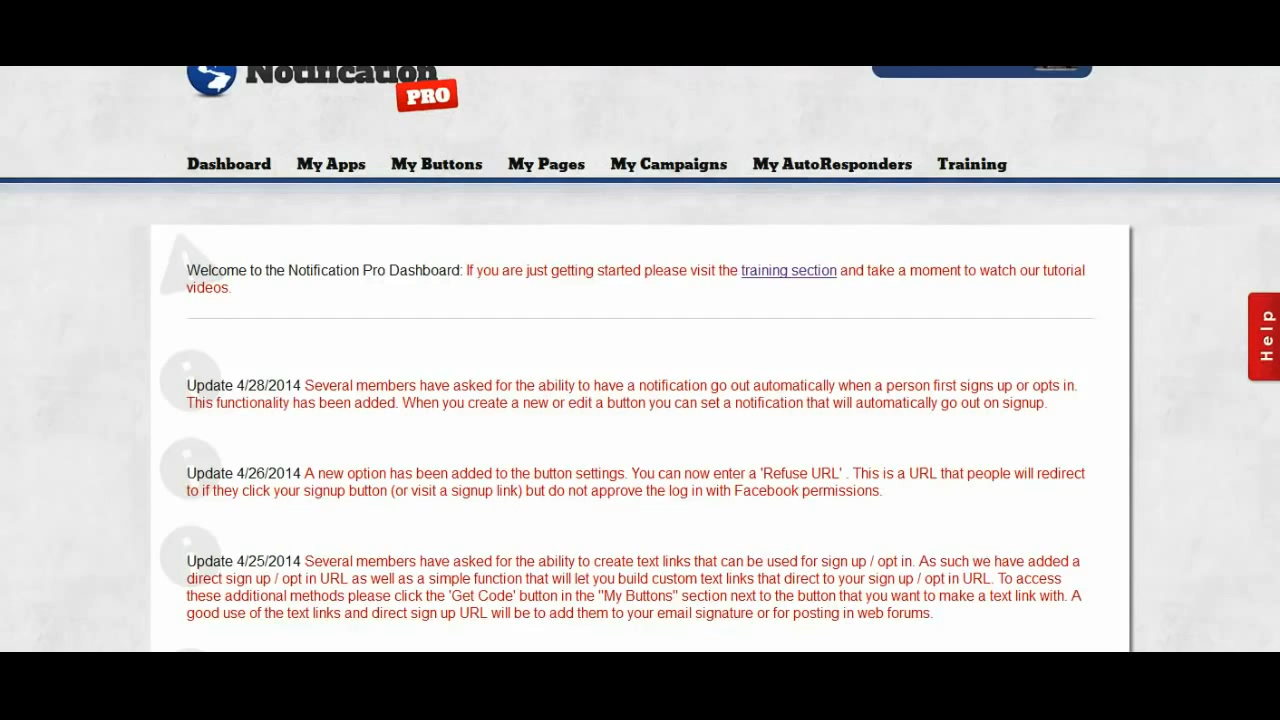 Notification
PRO
Dashboard My Apps My Buttons My Pages My Campaigns My AutoResponders Training
Welcome to the Notification Pro Dashboard: If you are just getting started please visit the training section and take a moment to watch our tutorial
videos.
Help
Update 4/28/2014 Several members have asked for the ability to have a notification go out automatically when a person first signs up or opts in.
This functionality has been added. When you create a new or edit a button you can set a notification that will automatically go out on signup.
Update 4/26/2014 A new option has been added to the button settings. You can now enter a 'Refuse URL' . This is a URL that people will redirect
to if they click your signup button (or visit a signup link) but do not approve the log in with Facebook permissions.
Update 4/25/2014 Several members have asked for the ability to create text links that can be used for sign up / opt in. As such we have added a
direct sign up / opt in URL as well as a simple function that will let you build custom text links that direct to your sign up / opt in URL. To access
these additional methods please click the 'Get Code' button in the "My Buttons" section next to the button that you want to make a text link with. A
good use of the text links and direct sign up URL will be to add them to your email signature or for posting in web forums.